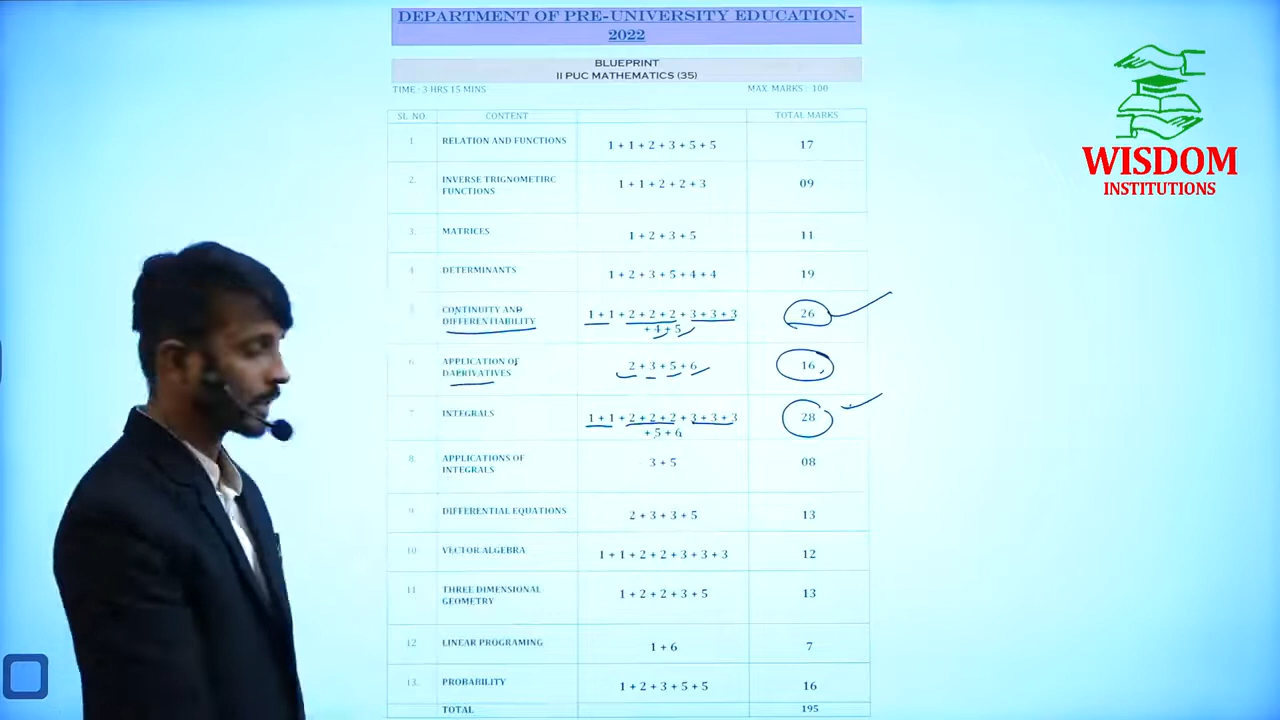 DEPARTMENT OF PRE-UNIVERSITY EDUCATION-
2022
BLUEPRINT
II PUC MATHEMATICS (35)
TIME : 3 HRS 15 MINS MAX MARKS : 100
SL NO CONTENT TOTAL MARKS
1. RELATION AND FUNCTIONS 1 + 1 + 2 + 3 + 5 + 5 17
2. INVERSE TRIGNOMETIRC
FUNCTIONS 1 + 1 + 2 + 2 + 3 09
3. MATRICES 1 + 2 + 3 + 5 11
4 DETERMINANTS 1 + 2 + 3 + 5 + 4 + 4 19
5 CONTINUITY AND
DIFFERENTIABILITY 1 + 1 + 2 + 2 + 2 + 3 + 3 + 3
+ 4 + 5 26
6 APPLICATION OF
DAPRIVATIVES 2 + 3 + 5 + 6 16
7 INTEGRALS 1 + 1 + 2 + 2 + 2 + 3 + 3 + 3
+ 5 + 6 28
8. APPLICATIONS OF
INTEGRALS 3 + 5 08
9 DIFFERENTIAL EQUATIONS 2 + 3 + 3 + 5 13
10 VECTOR ALGEBRA 1 + 1 + 2 + 2 + 3 + 3 + 3 12
11 THREE DIMENSIONAL
GEOMETRY 1 + 2 + 2 + 3 + 5 13
12 LINEAR PROGRAMING 1 + 6 7
13. PROBABILITY 1 + 2 + 3 + 5 + 5 16
TOTAL 195
WISDOM
INSTITUTIONS